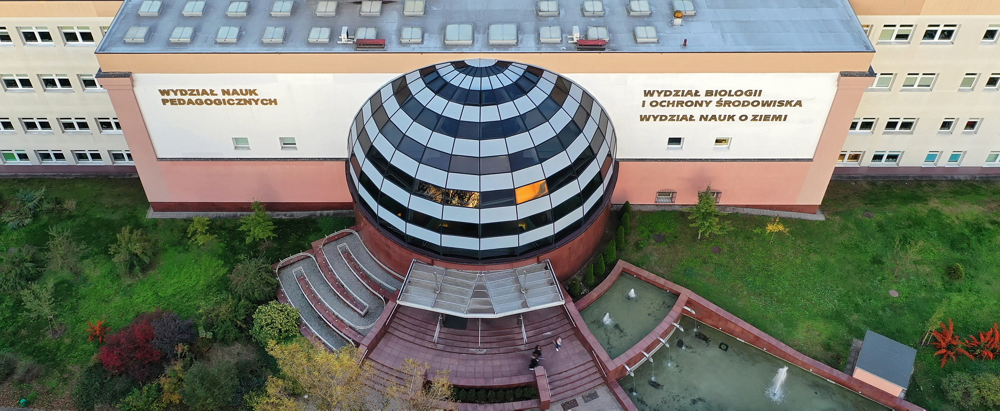 WYDZIAŁ NAUK
PEDAGOGICZNYCH
WYDZIAŁ BIOLOGII
I OCHRONY ŚRODOWISKA
WYDZIAŁ NAUK O ZIEMI